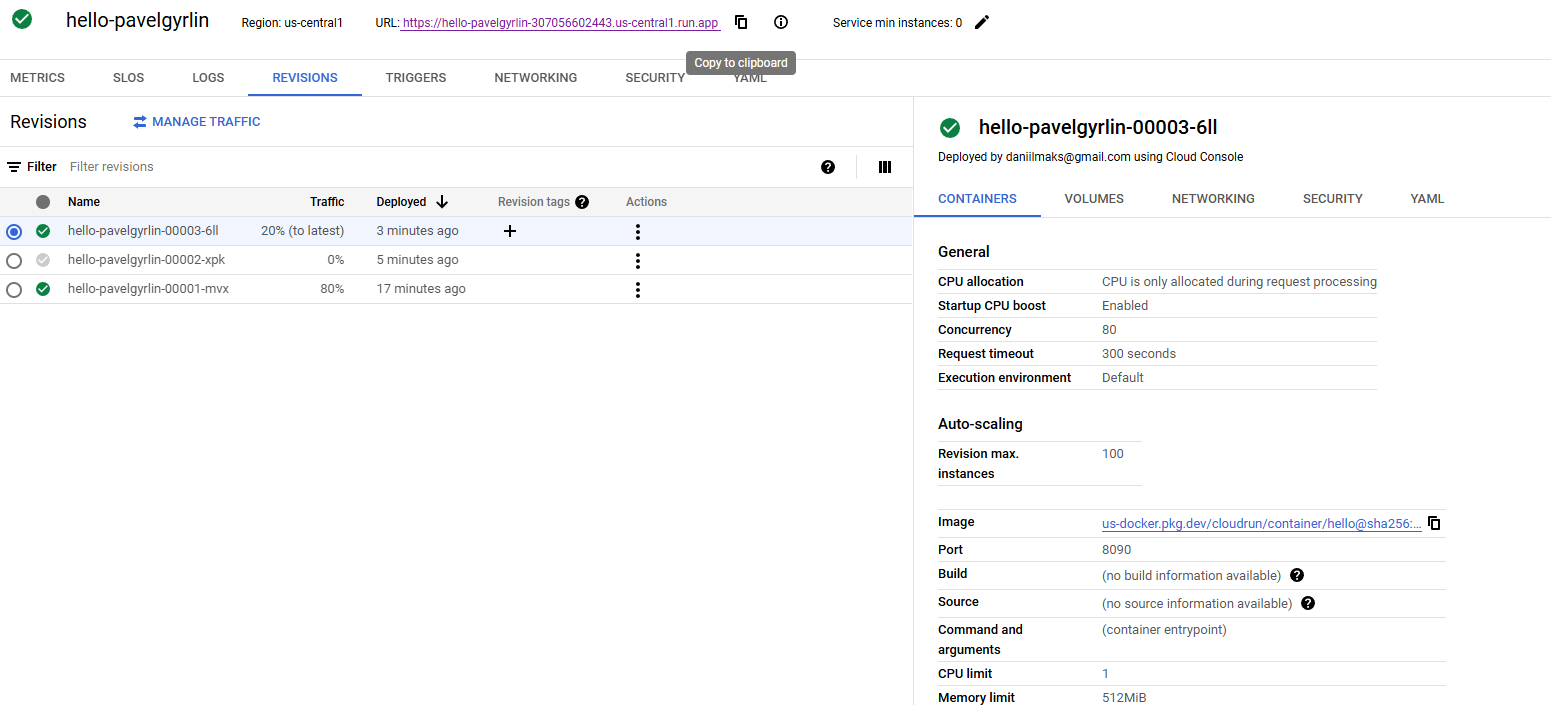 hello-pavelgyrlin Region: us-central1 URL: https://hello-pavelgyrlin-307056602443.us-central1.run.app Service min instances: 0
Copy to clipboard
METRICS SLOS LOGS REVISIONS TRIGGERS NETWORKING SECURITY YAML
Revisions MANAGE TRAFFIC
Filter Filter revisions
Name Traffic Deployed Revision tags Actions
hello-pavelgyrlin-00003-6ll 20% (to latest) 3 minutes ago
hello-pavelgyrlin-00002-xpk 0% 5 minutes ago
hello-pavelgyrlin-00001-mvx 80% 17 minutes ago
hello-pavelgyrlin-00003-6ll
Deployed by daniilmaks@gmail.com using Cloud Console
CONTAINERS VOLUMES NETWORKING SECURITY YAML
General
CPU allocation CPU is only allocated during request processing
Startup CPU boost Enabled
Concurrency 80
Request timeout 300 seconds
Execution environment Default
Auto-scaling
Revision max. 100
instances
Image us-docker.pkg.dev/cloudrun/container/hello@sha256:...
Port 8090
Build (no build information available)
Source (no source information available)
Command and (container entrypoint)
arguments
CPU limit 1
Memory limit 512MiB